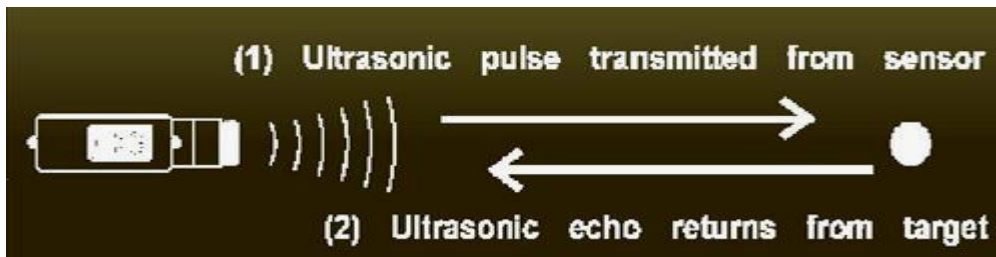 (1) Ultrasonic pulse transmitted from sensor
(2) Ultrasonic echo returns from target